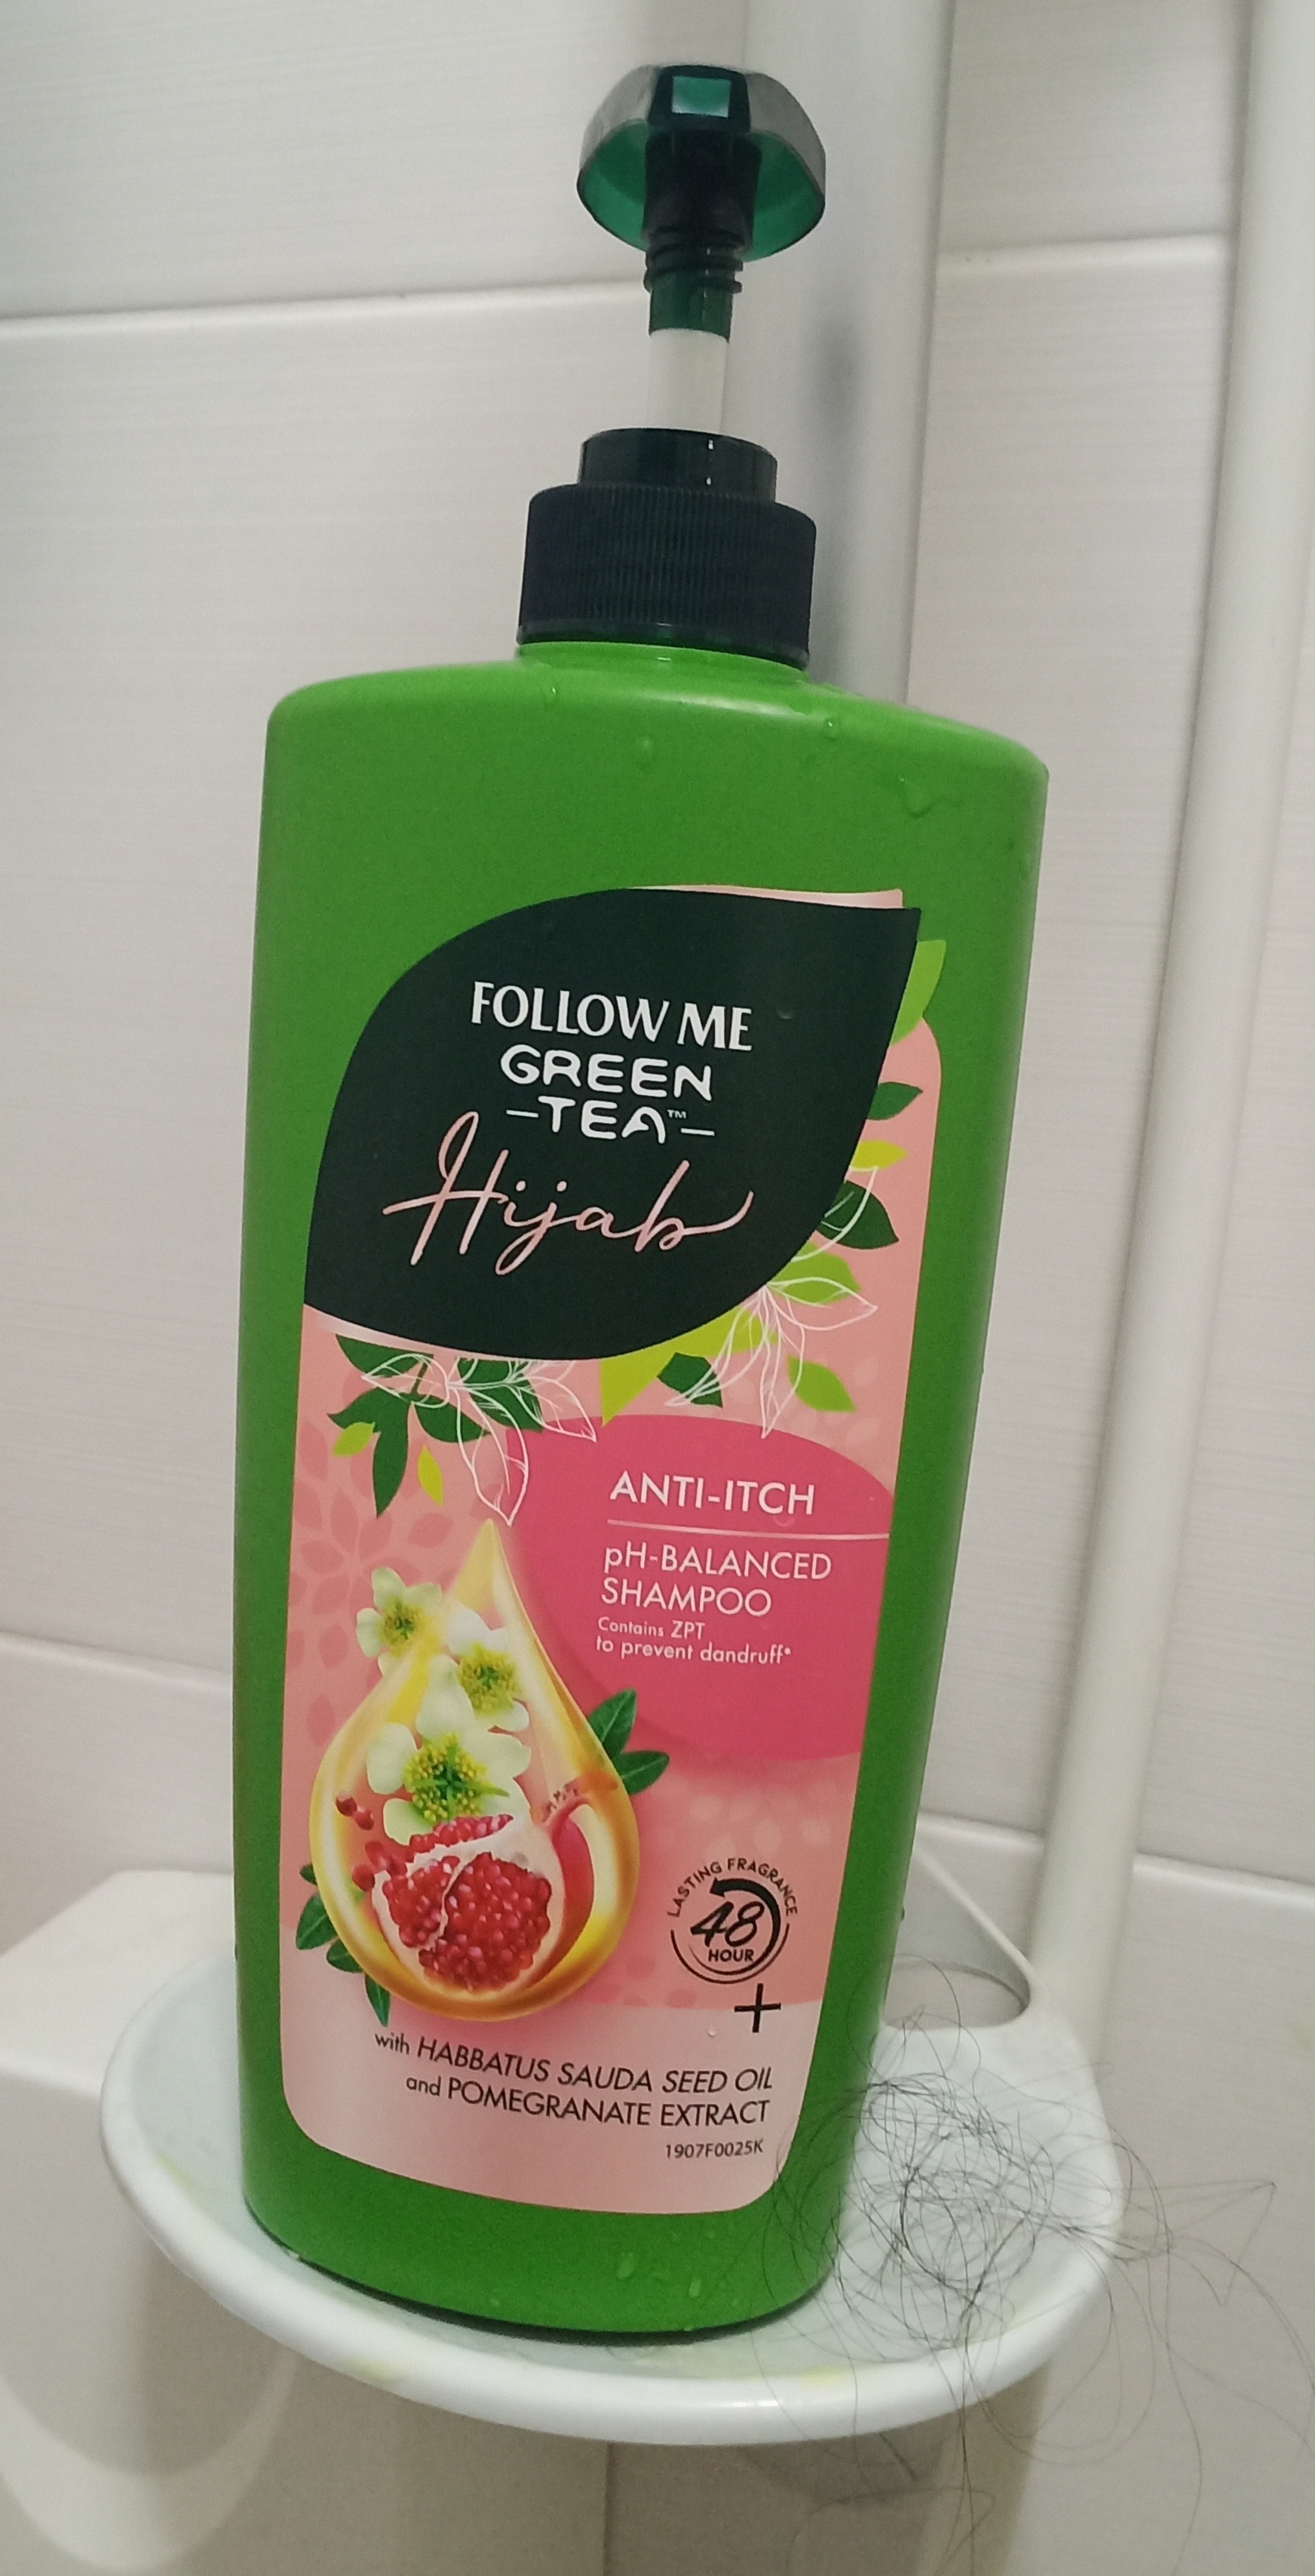 FOLLOW ME
GREEN
-TEA™-
Hijab
ANTI-ITCH
pH-BALANCED
SHAMPOO
Contains ZPT
to prevent dandruff*
LASTING FRAGRANCE
48
HOUR
+
with HABBATUS SAUDA SEED OIL
and POMEGRANATE EXTRACT
1907F0025K